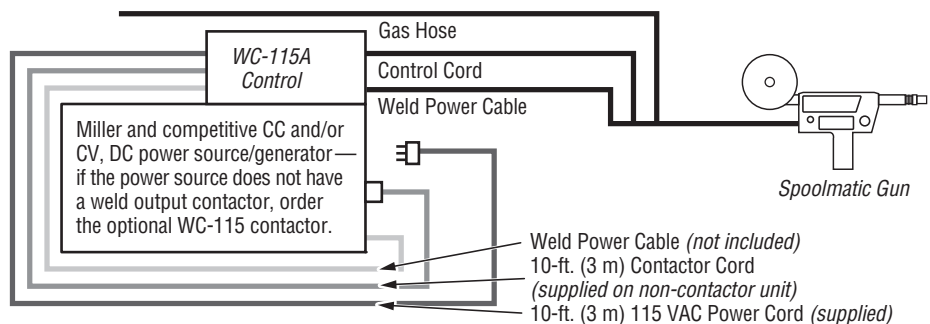 Gas Hose
WC-115A
Control
Control Cord
Weld Power Cable
Miller and competitive CC and/or
CV, DC power source/generator—
if the power source does not have
a weld output contactor, order
the optional WC-115 contactor.
Spoolmatic Gun
Weld Power Cable (not included)
10-ft. (3 m) Contactor Cord
(supplied on non-contactor unit)
10-ft. (3 m) 115 VAC Power Cord (supplied)